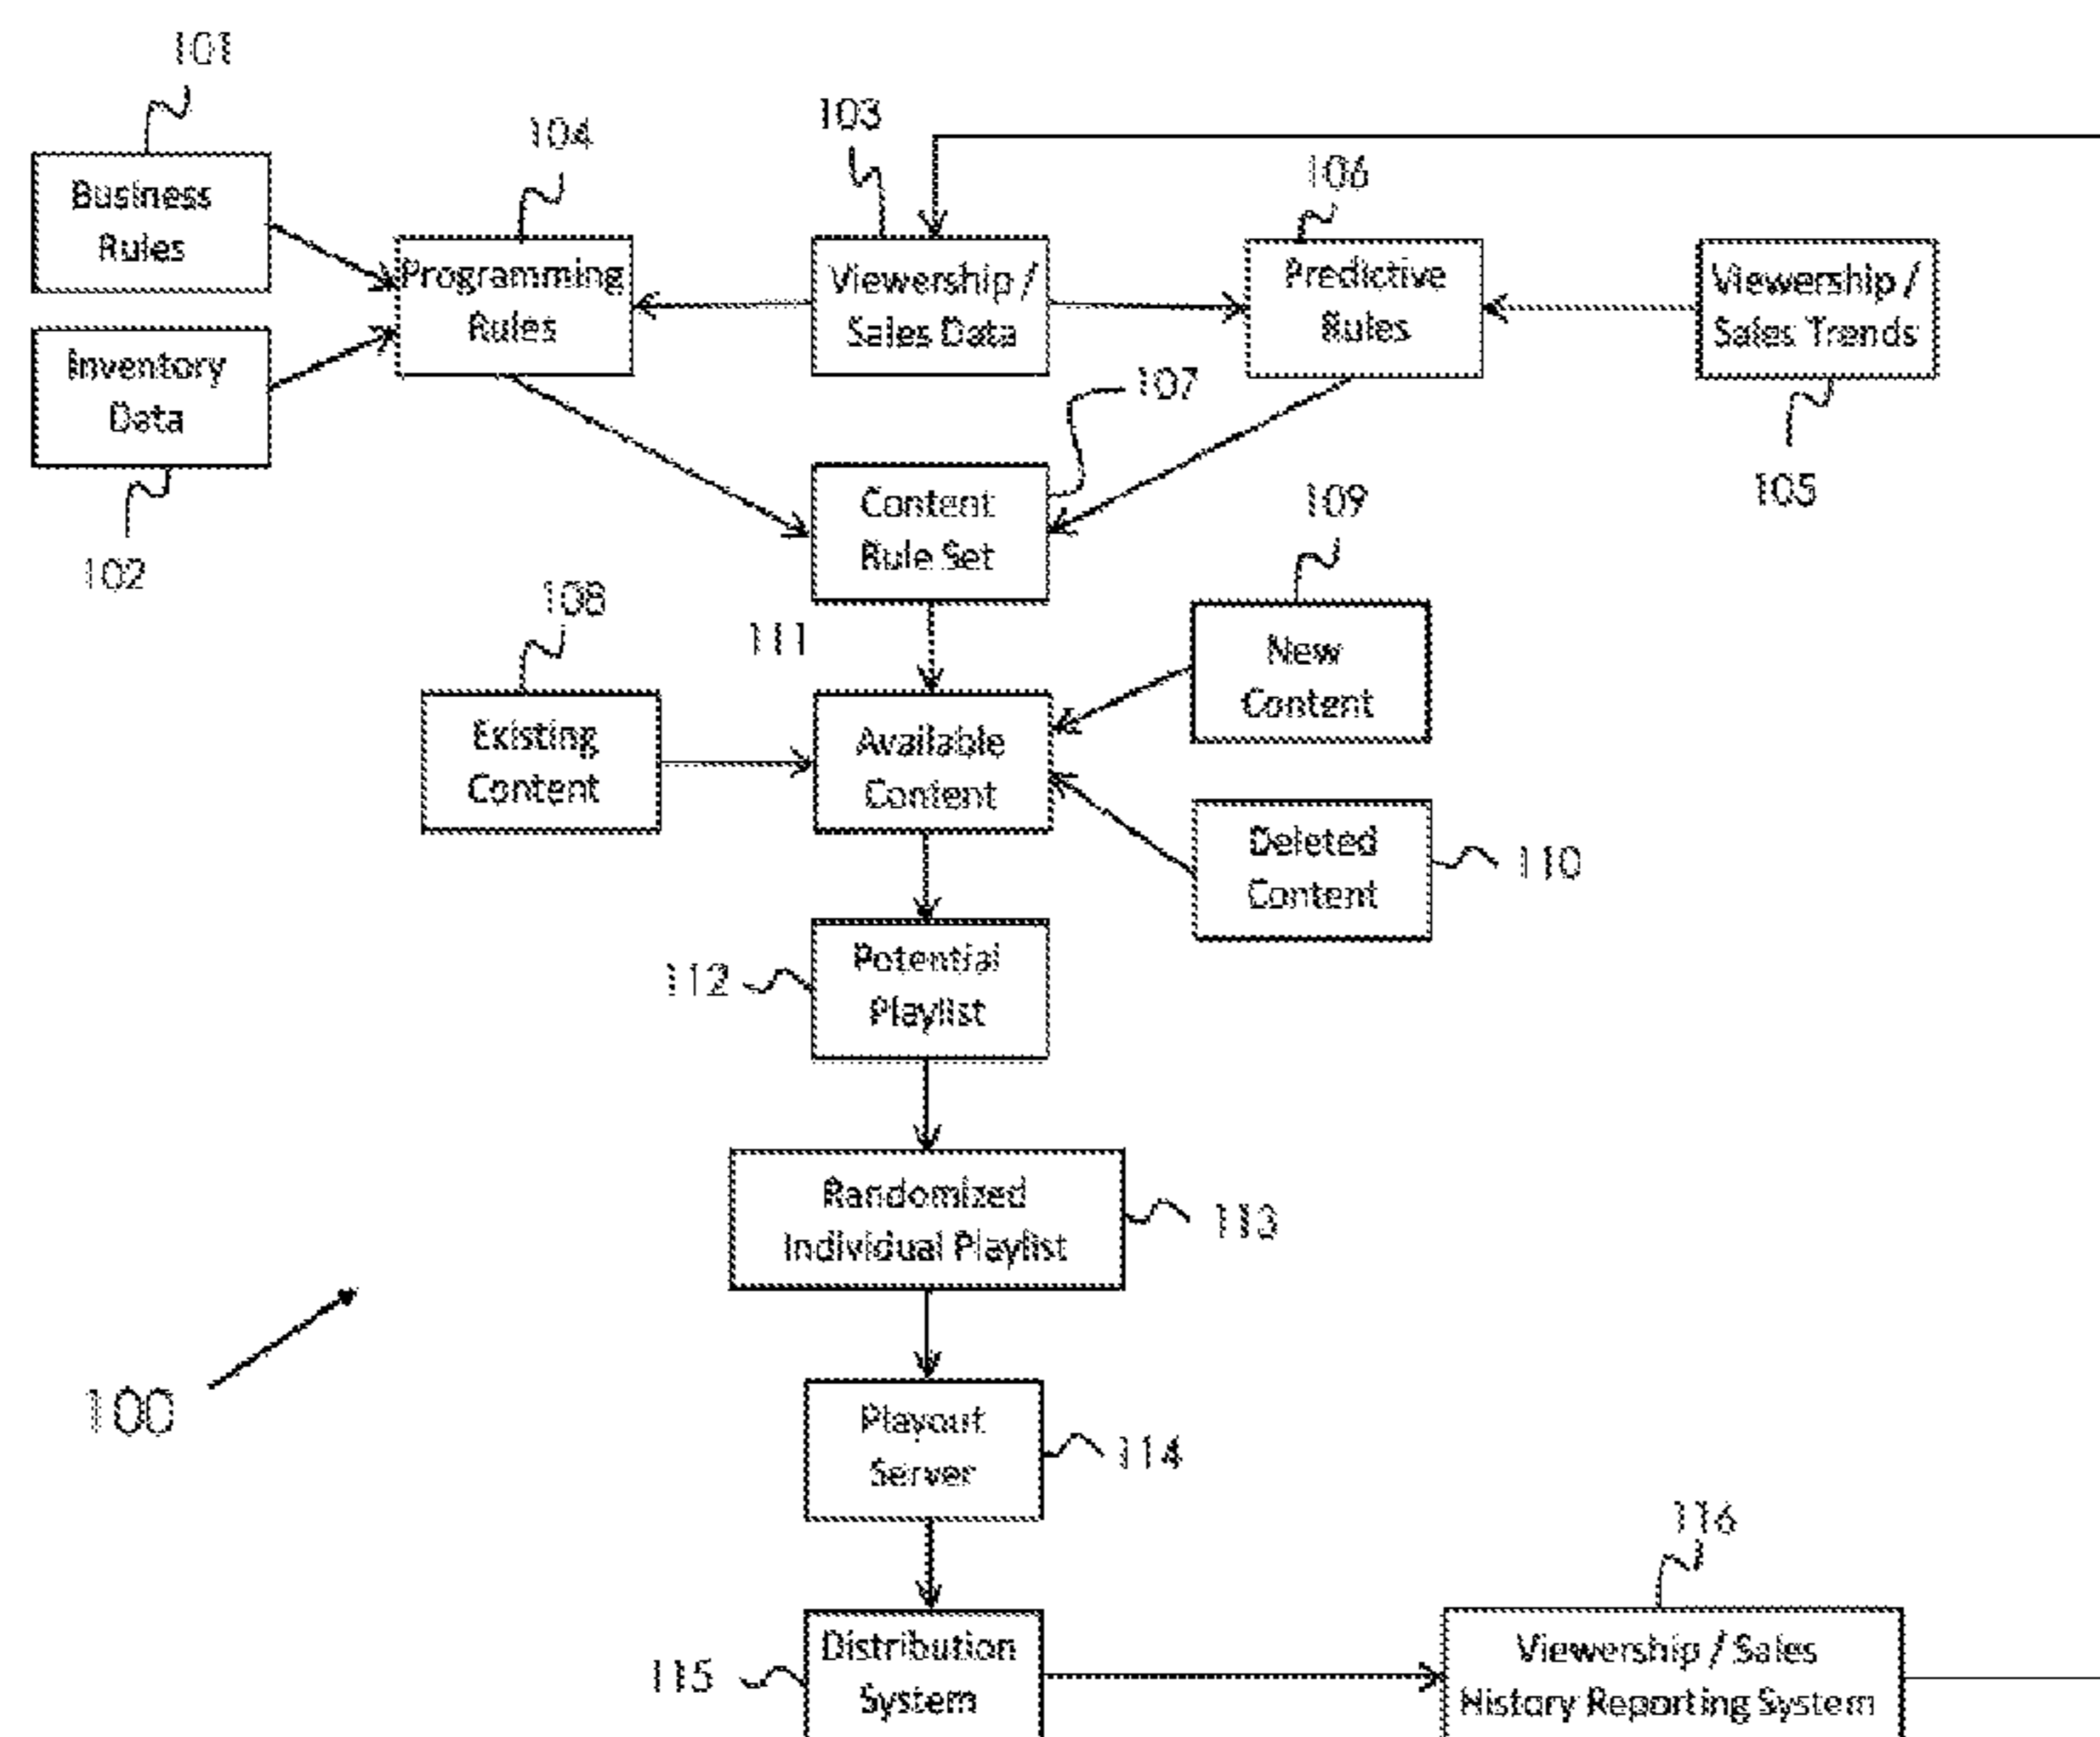 101
103
104
106
Business
Rules
Programming
Rules
Viewership /
Sales Data
Predictive
Rules
Viewership /
Sales Trends
Inventory
Data
107
102
105
Content
Rule Set
109
108
111
New
Content
Existing
Content
Available
Content
Deleted
Content
110
112
Potential
Playlist
Randomized
Individual Playlist
113
100
Playout
Server
114
116
115
Distribution
System
Viewership / Sales
History Reporting System